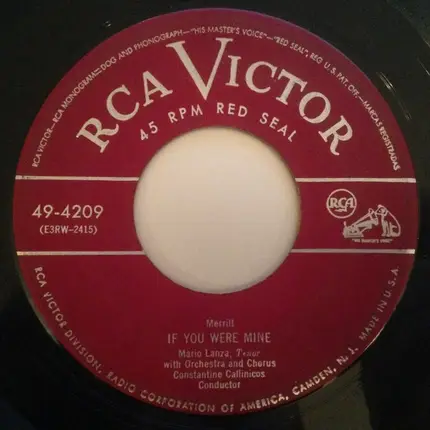 RCA VICTOR—RCA MONOGRAM—DOG AND PHONOGRAPH—"HIS MASTER'S VOICE"—"RED SEAL", REG. U.S. PAT. OFF.—MARCAS REGISTRADAS
RCA VICTOR
45 RPM RED SEAL
49-4209
(E3RW-2415)
RCA
"HIS MASTER'S VOICE"
Merrill
IF YOU WERE MINE
Mario Lanza, Tenor
with Orchestra and Chorus
Constantine Callinicos
Conductor
RCA VICTOR DIVISION, RADIO CORPORATION OF AMERICA, CAMDEN, N. J. MADE IN U.S.A.